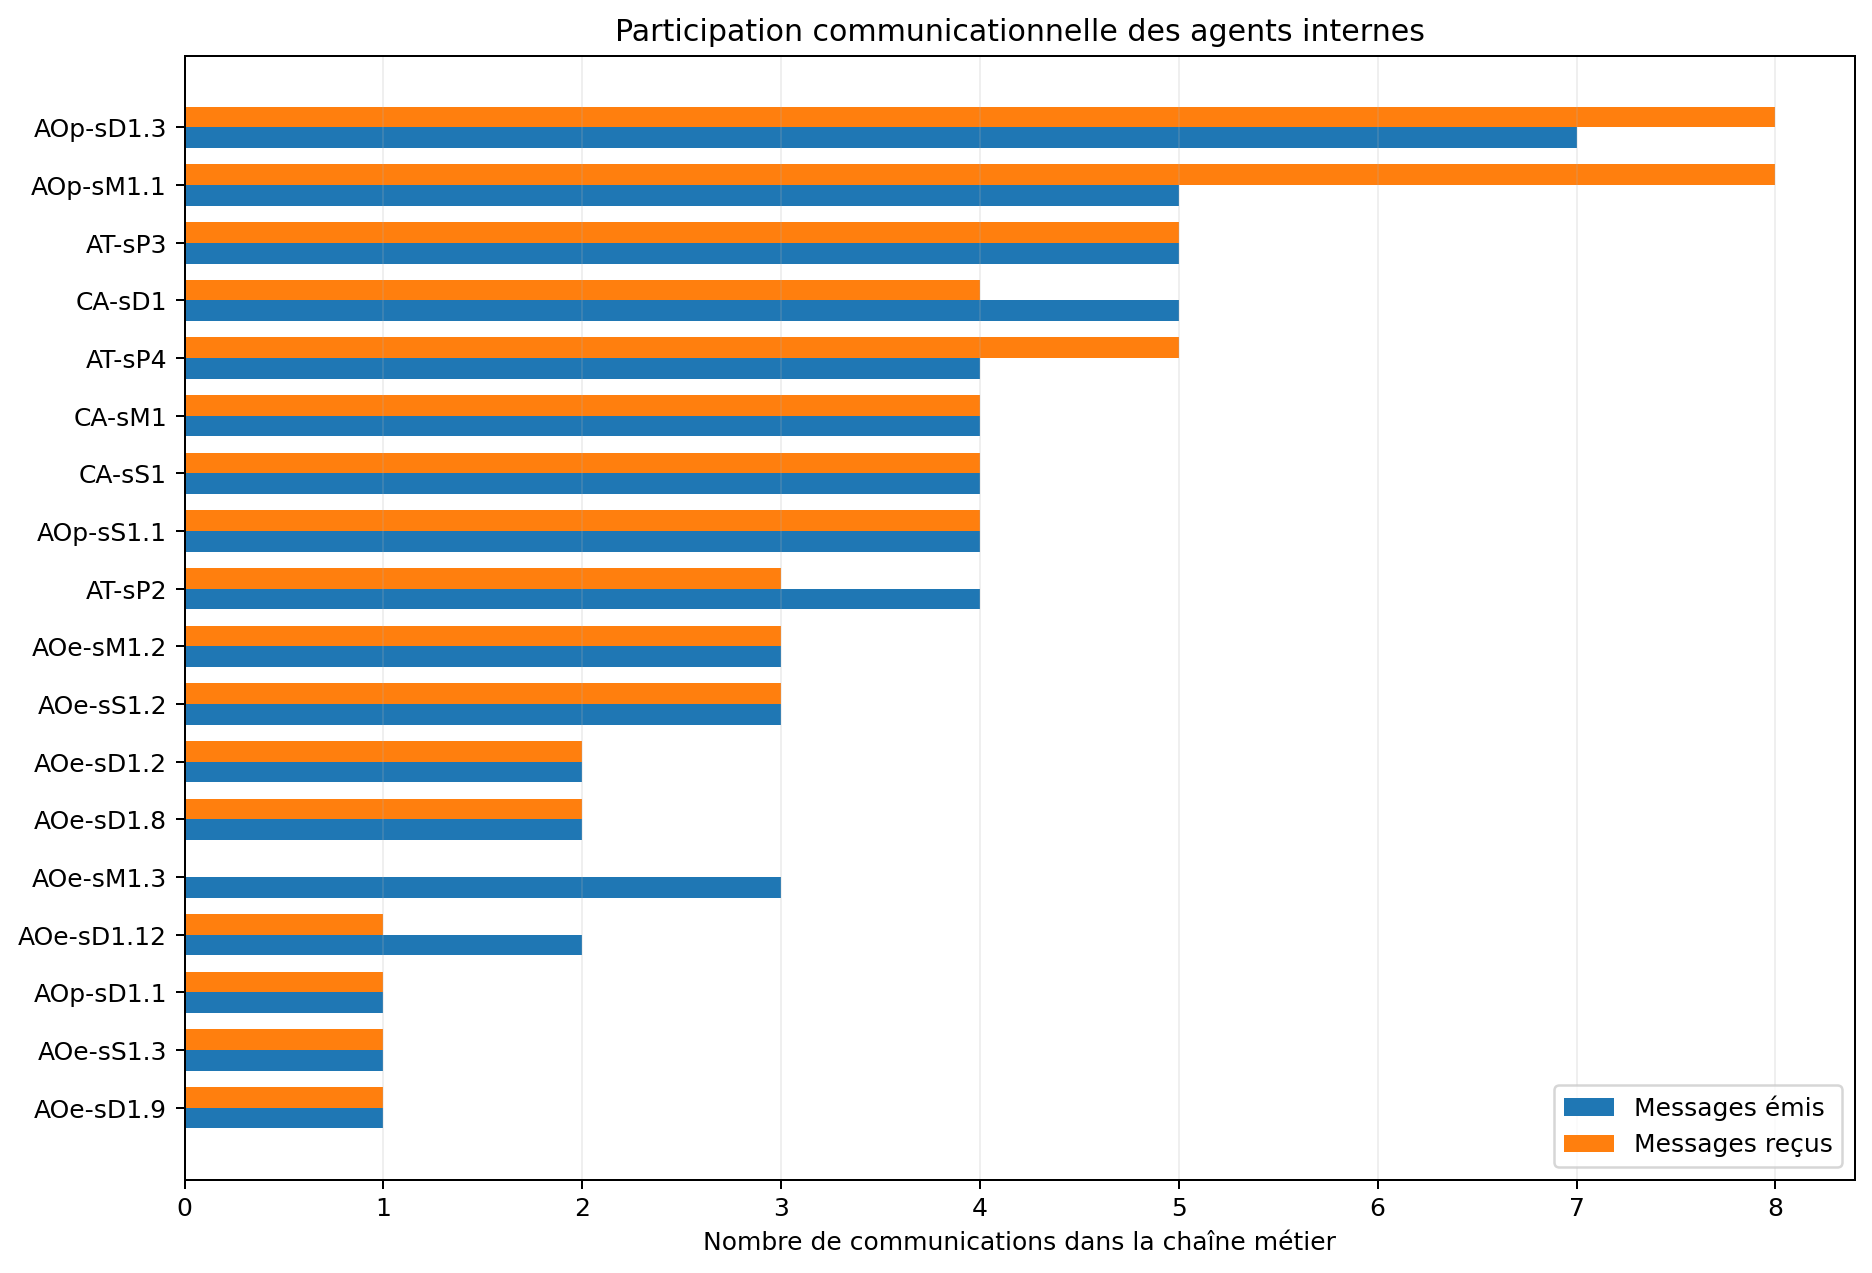 Participation communicationnelle des agents internes
AOp-sD1.3
AOp-sM1.1
AT-sP3
CA-sD1
AT-sP4
CA-sM1
CA-sS1
AOp-sS1.1
AT-sP2
AOe-sM1.2
AOe-sS1.2
AOe-sD1.2
AOe-sD1.8
AOe-sM1.3
AOe-sD1.12
AOp-sD1.1
AOe-sS1.3
AOe-sD1.9
Messages émis
Messages reçus
0 1 2 3 4 5 6 7 8
Nombre de communications dans la chaîne métier